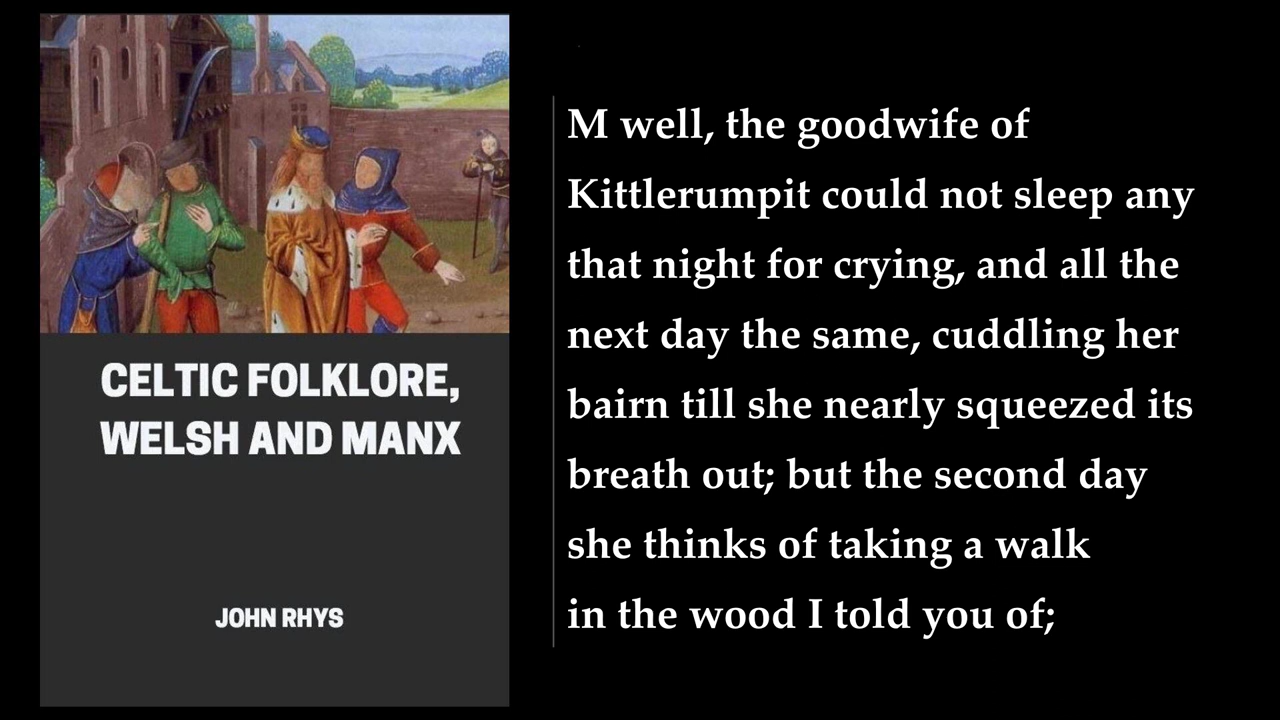 CELTIC FOLKLORE,
WELSH AND MANX
JOHN RHYS
M well, the goodwife of
Kittlerumpit could not sleep any
that night for crying, and all the
next day the same, cuddling her
bairn till she nearly squeezed its
breath out; but the second day
she thinks of taking a walk
in the wood I told you of;